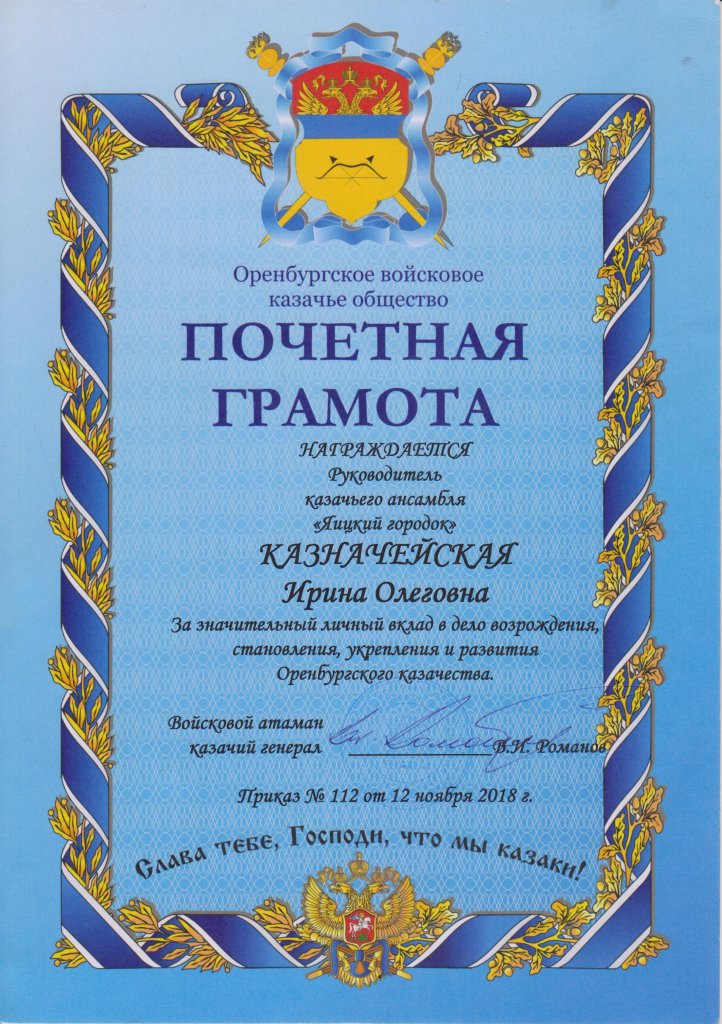 Оренбургское войсковое
казачье общество
ПОЧЕТНАЯ
ГРАМОТА
НАГРАЖДАЕТСЯ
Руководитель
казачьего ансамбля
«Яицкий городок»
КАЗНАЧЕЙСКАЯ
Ирина Олеговна
За значительный личный вклад в дело возрождения,
становления, укрепления и развития
Оренбургского казачества.
Войсковой атаман
казачий генерал В.И. Романов
Приказ № 112 от 12 ноября 2018 г.
Слава тебе, Господи, что мы казаки!